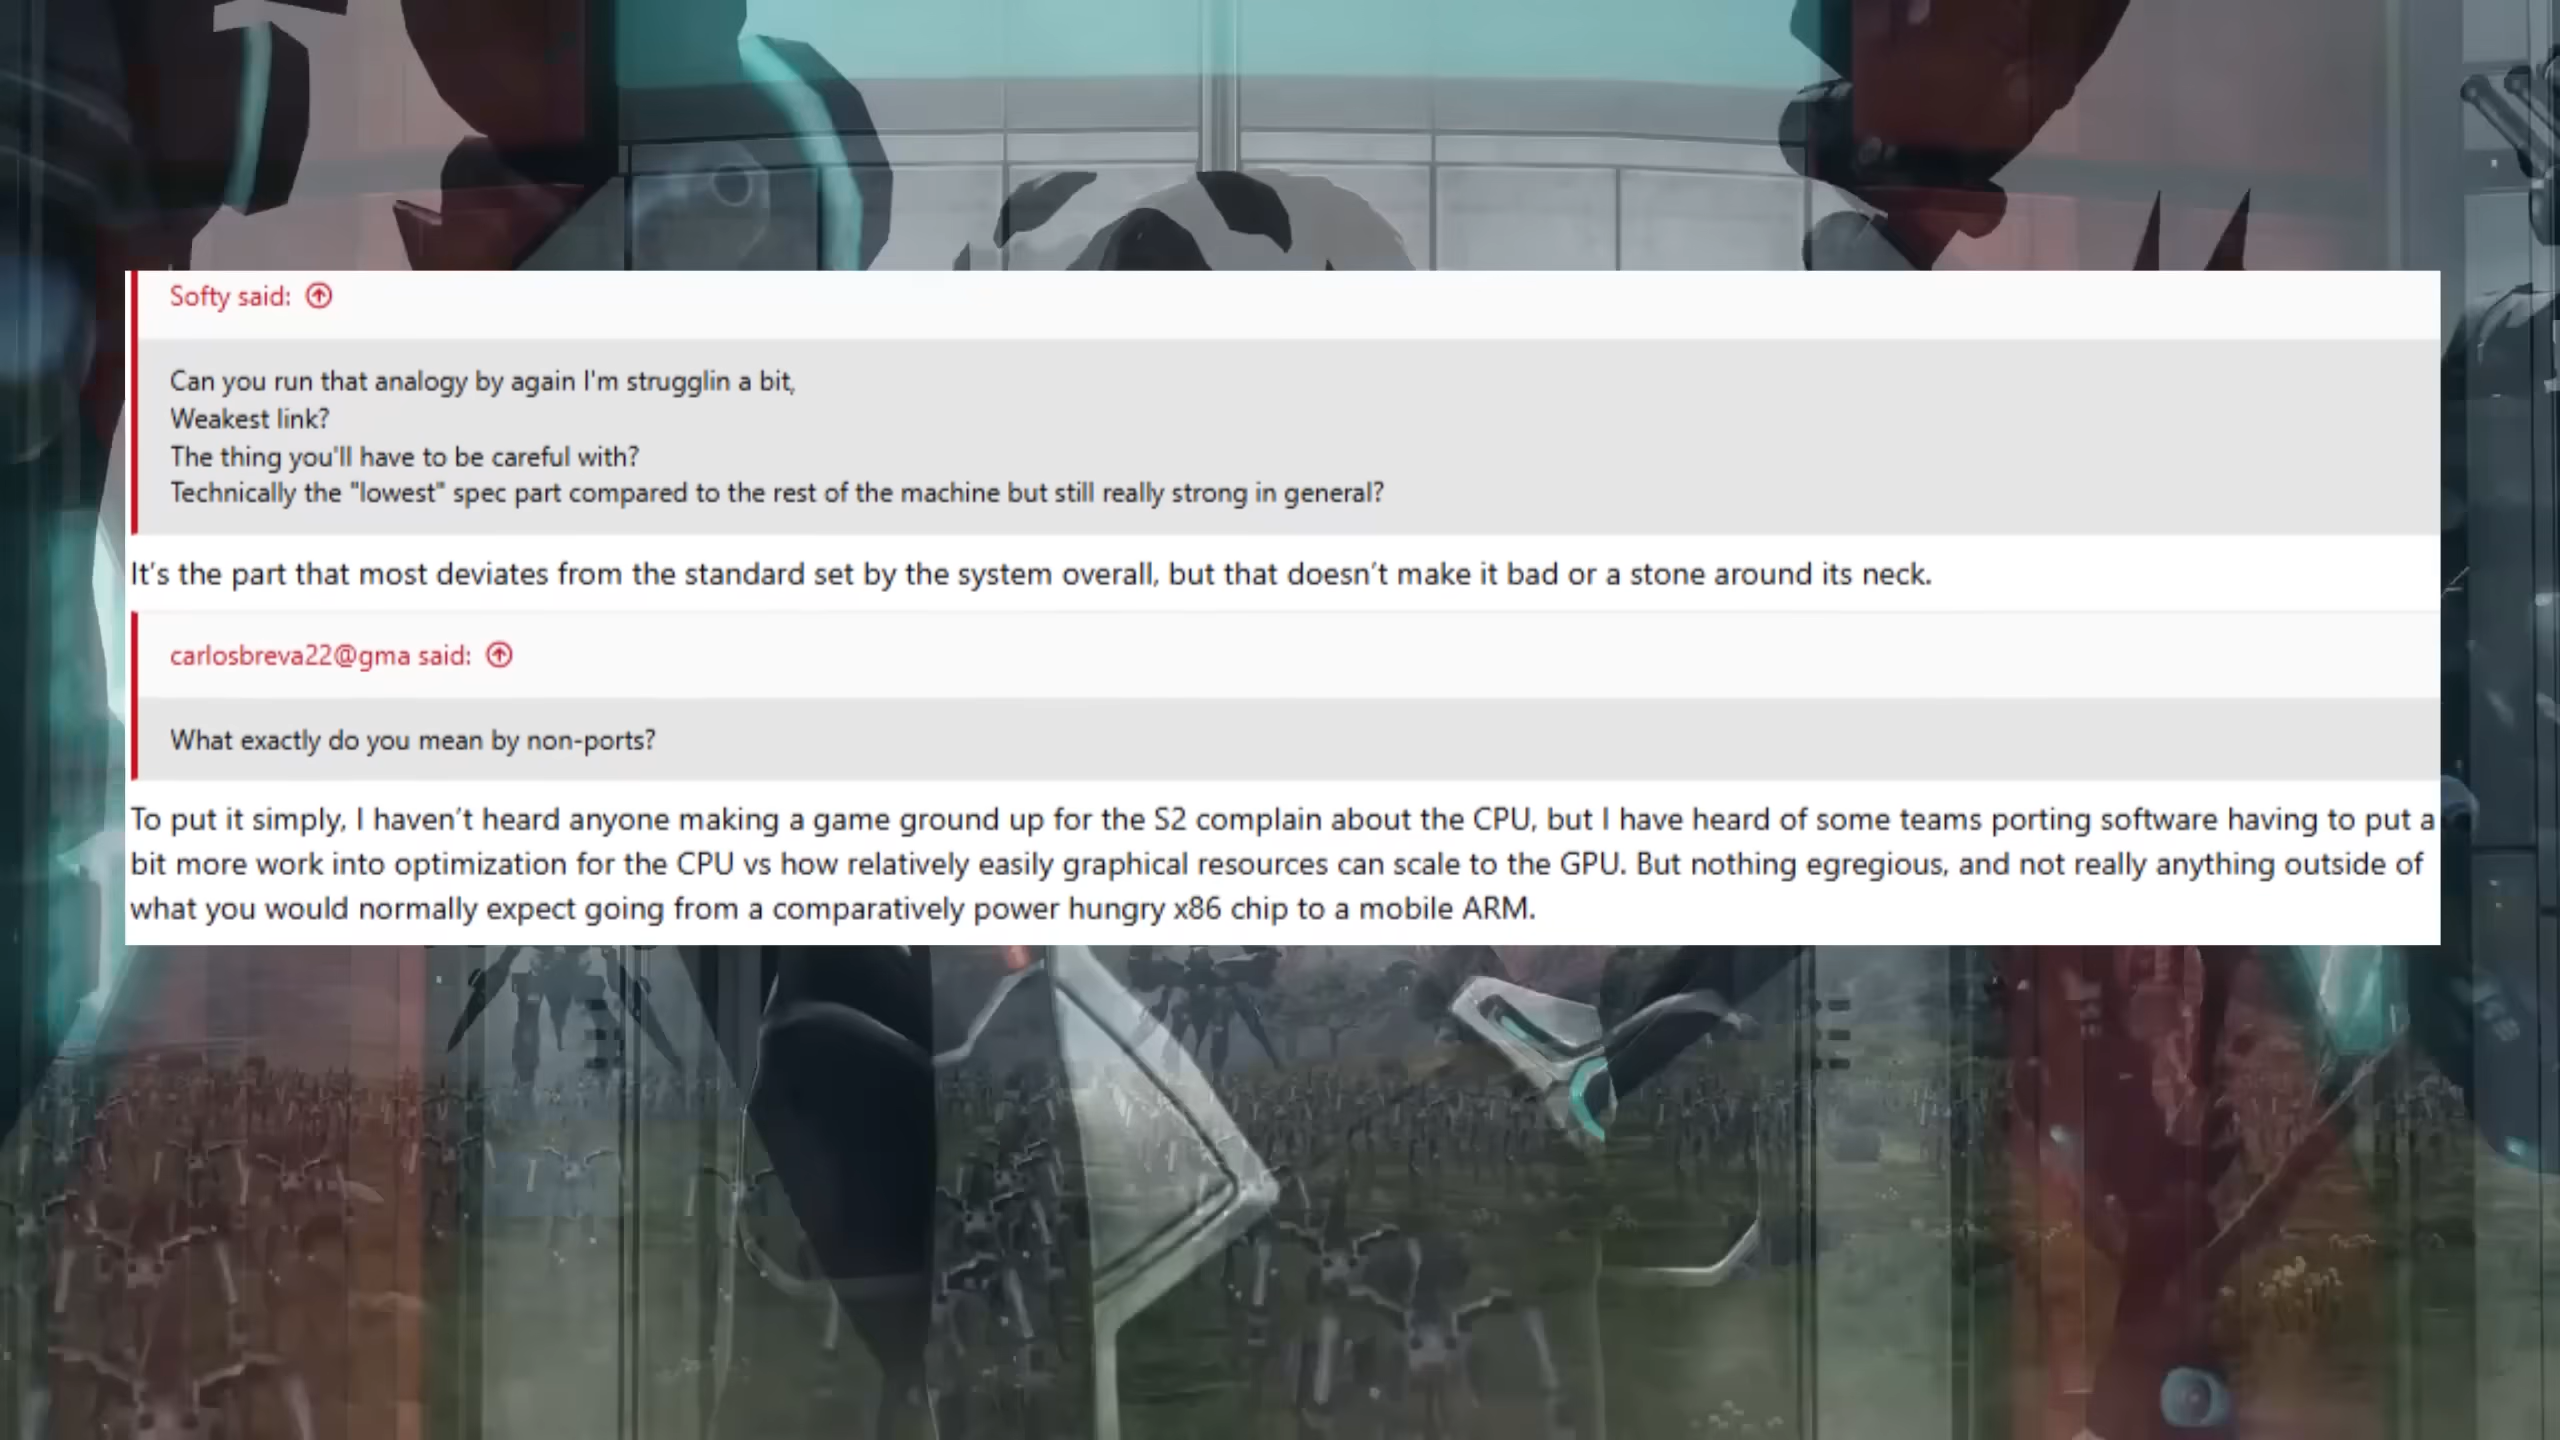 Softy said:
Can you run that analogy by again I'm strugglin a bit,
Weakest link?
The thing you'll have to be careful with?
Technically the "lowest" spec part compared to the rest of the machine but still really strong in general?
It’s the part that most deviates from the standard set by the system overall, but that doesn’t make it bad or a stone around its neck.
carlosbreva22@gma said:
What exactly do you mean by non-ports?
To put it simply, I haven’t heard anyone making a game ground up for the S2 complain about the CPU, but I have heard of some teams porting software having to put a
bit more work into optimization for the CPU vs how relatively easily graphical resources can scale to the GPU. But nothing egregious, and not really anything outside of
what you would normally expect going from a comparatively power hungry x86 chip to a mobile ARM.